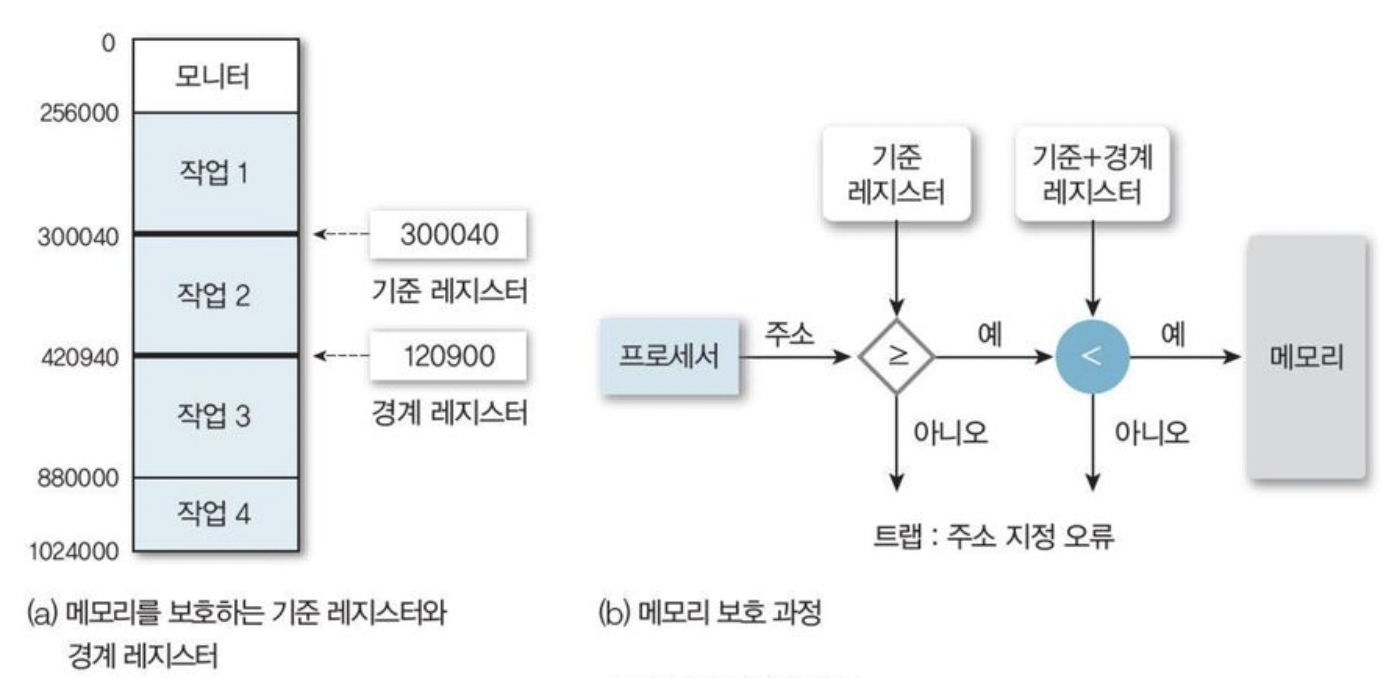 0
모니터
256000
작업 1
300040
300040
기준 레지스터
작업 2
420940
120900
경계 레지스터
작업 3
880000
작업 4
1024000
(a) 메모리를 보호하는 기준 레지스터와
경계 레지스터
기준
레지스터
기준+경계
레지스터
프로세서
주소
≥
예
<
예
메모리
아니오
아니오
트랩 : 주소 지정 오류
(b) 메모리 보호 과정